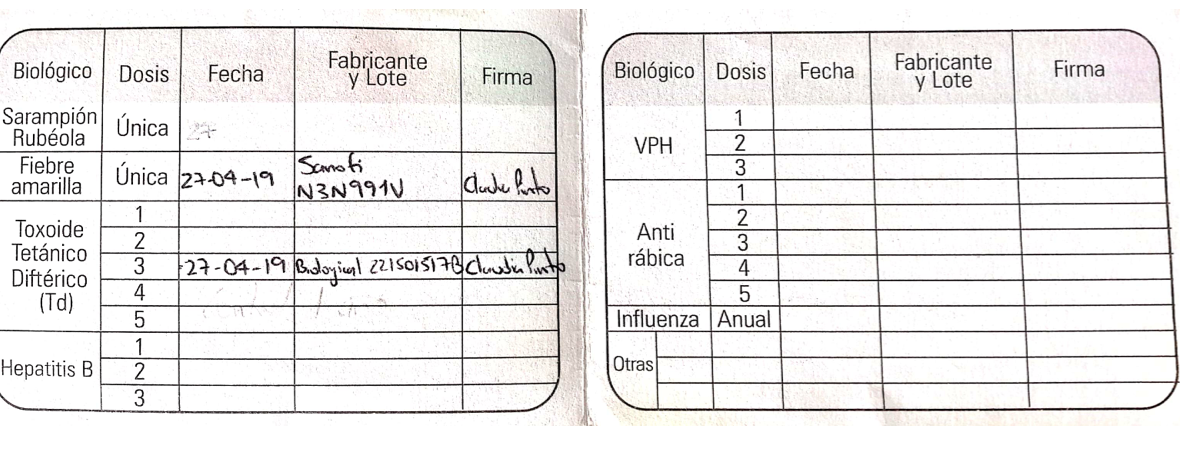 Biológico Dosis Fecha Fabricante y Lote Firma
Sarampión Rubéola Única 27
Fiebre amarilla Única 27-04-19 Sanofi N3N991V Claudia Pinto
Toxoide Tetánico Diftérico (Td)
1
2
3 27-04-19 Biological 221501517B Claudia Pinto
4
5
Hepatitis B
1
2
3
Biológico Dosis Fecha Fabricante y Lote Firma
VPH
1
2
3
Anti rábica
1
2
3
4
5
Influenza Anual
Otras